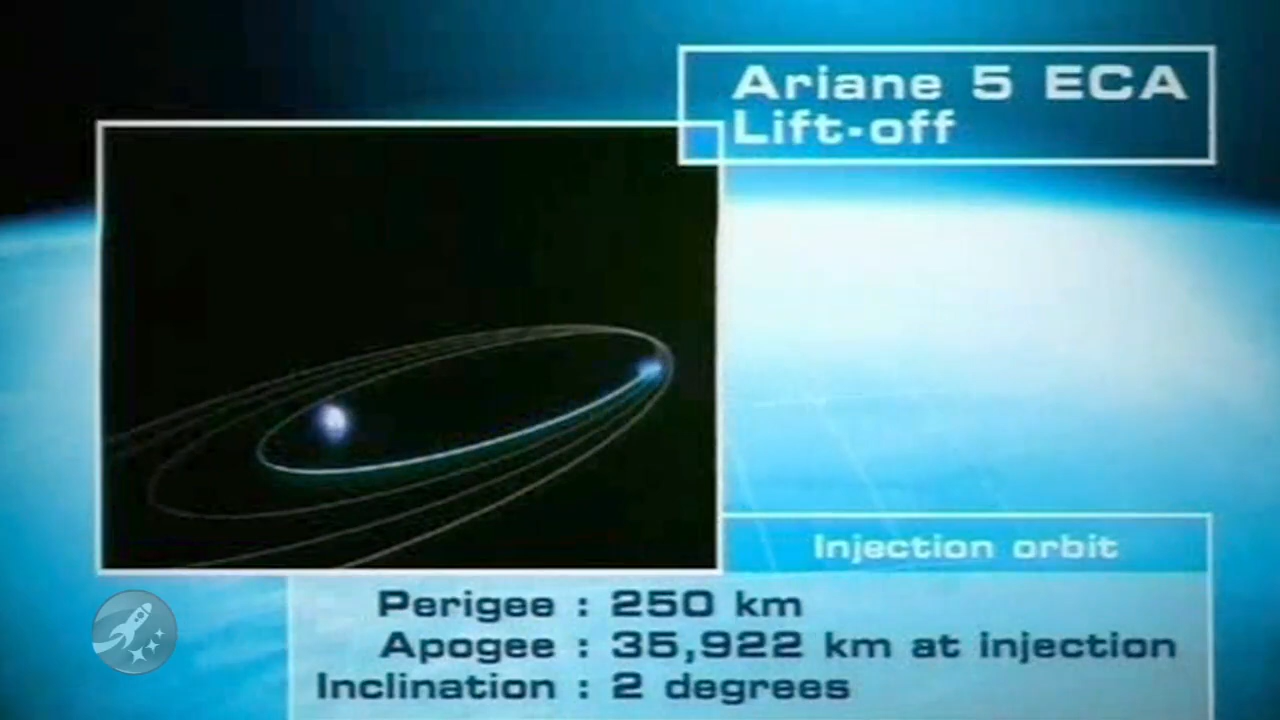 Ariane 5 ECA
Lift-off
Injection orbit
Perigee : 250 km
Apogee : 35,922 km at injection
Inclination : 2 degrees